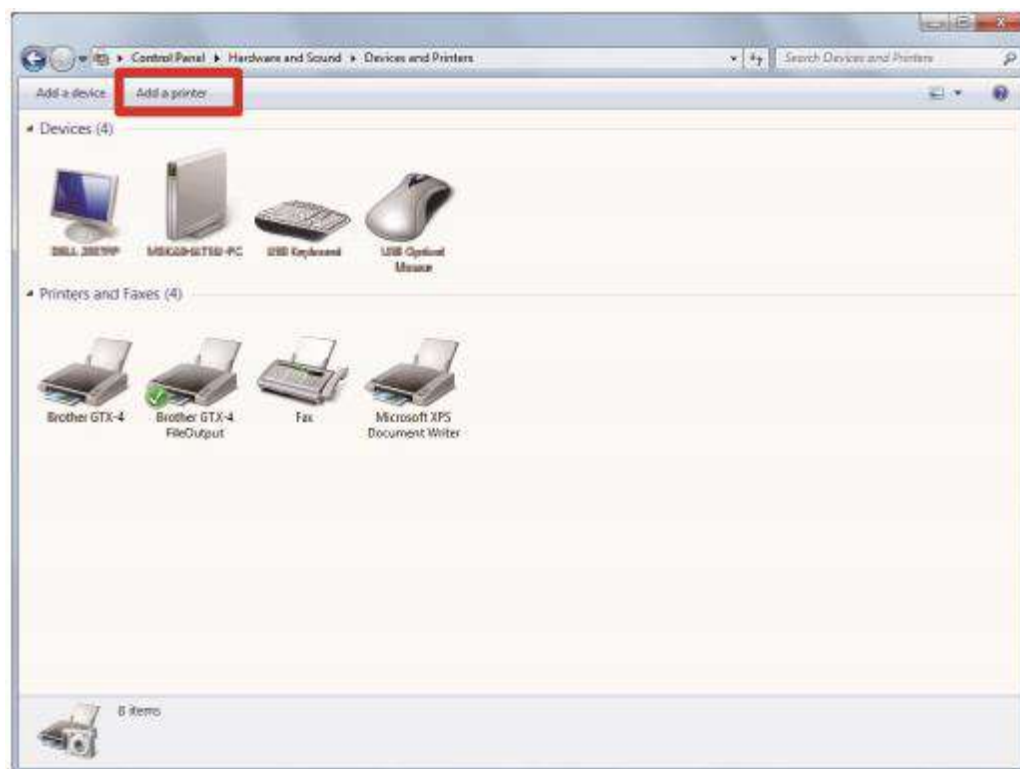 Control Panel ▸ Hardware and Sound ▸ Devices and Printers
Search Devices and Printers
Add a device Add a printer
Devices (4)
USB Keyboard USB Optical
Mouse
Printers and Faxes (4)
Brother GTX-4 Brother GTX-4 Fax Microsoft XPS
FileOutput Document Writer
8 items